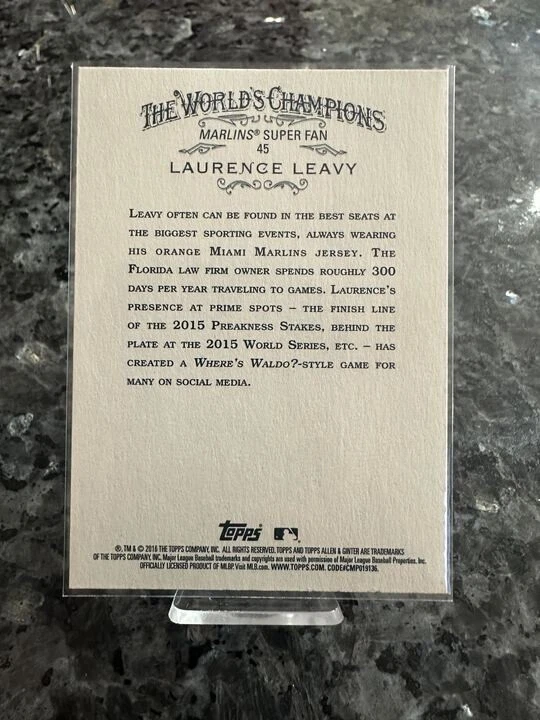 THE WORLD'S CHAMPIONS
MARLINS® SUPER FAN
45
LAURENCE LEAVY
LEAVY OFTEN CAN BE FOUND IN THE BEST SEATS AT
THE BIGGEST SPORTING EVENTS, ALWAYS WEARING
HIS ORANGE MIAMI MARLINS JERSEY. THE
FLORIDA LAW FIRM OWNER SPENDS ROUGHLY 300
DAYS PER YEAR TRAVELING TO GAMES. LAURENCE'S
PRESENCE AT PRIME SPOTS – THE FINISH LINE
OF THE 2015 PREAKNESS STAKES, BEHIND THE
PLATE AT THE 2015 WORLD SERIES, ETC. – HAS
CREATED A WHERE'S WALDO?-STYLE GAME FOR
MANY ON SOCIAL MEDIA.
topps
®, TM & © 2016 THE TOPPS COMPANY, INC. ALL RIGHTS RESERVED. TOPPS AND TOPPS ALLEN & GINTER ARE TRADEMARKS
OF THE TOPPS COMPANY, INC. Major League Baseball trademarks and copyrights are used with permission of Major League Baseball Properties, Inc.
OFFICIALLY LICENSED PRODUCT OF MLBP. Visit MLB.com. WWW.TOPPS.COM. CODE#CMP019136.